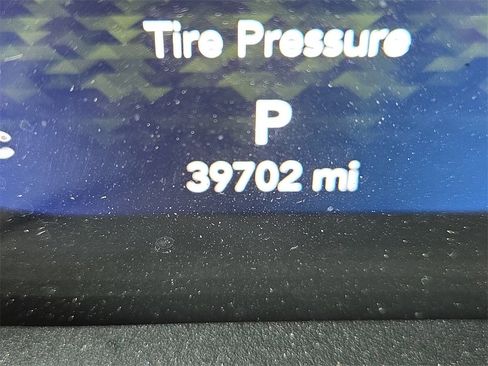 Tire Pressure
P
39702 mi